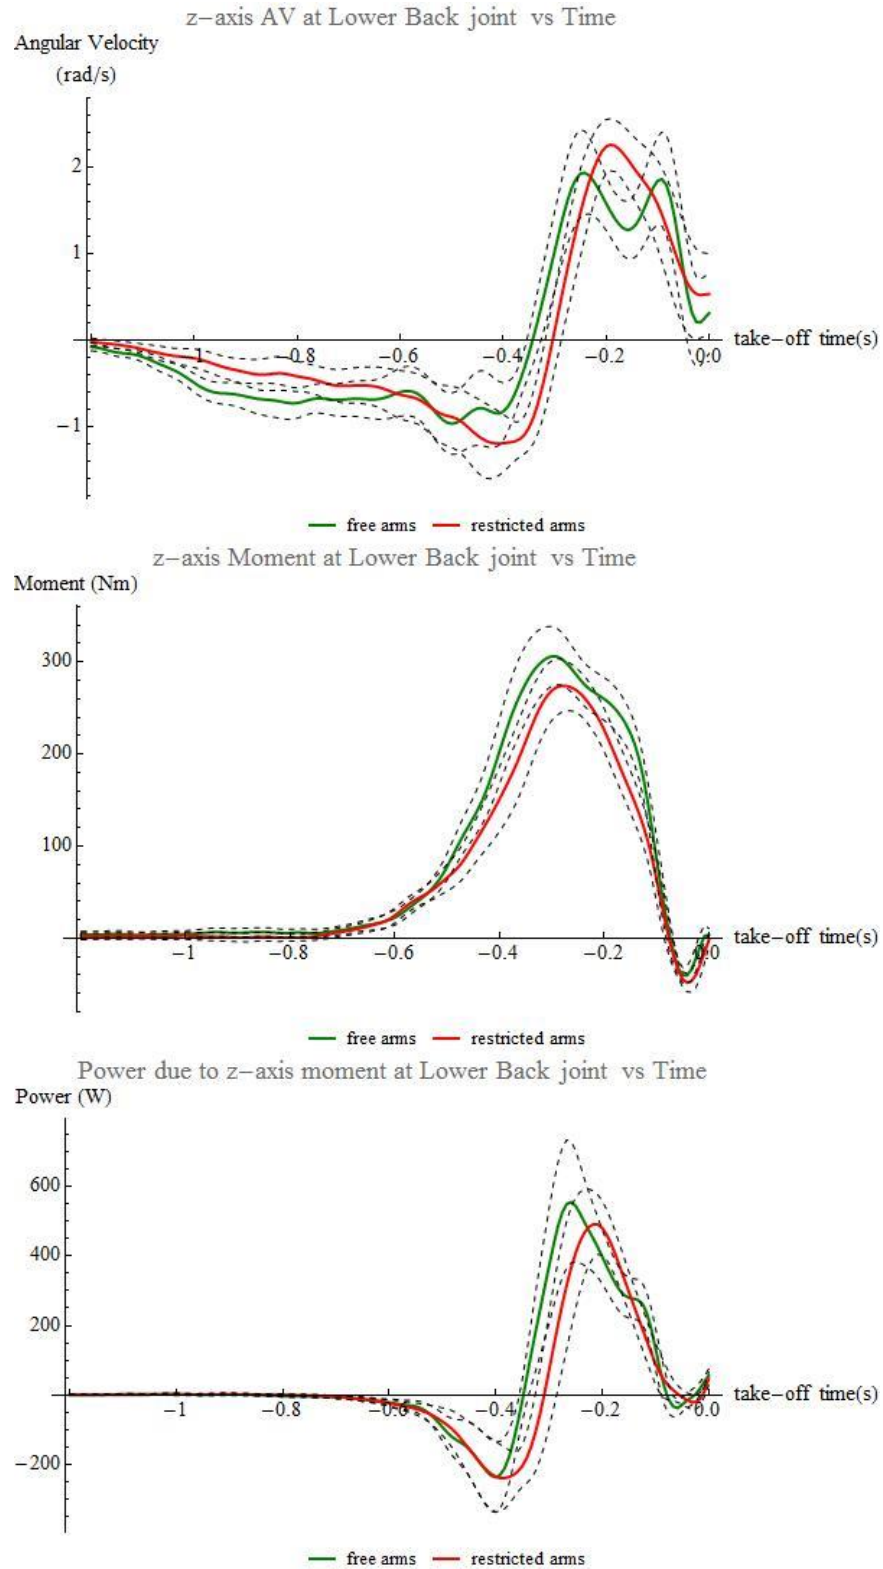 z−axis AV at Lower Back joint vs Time
Angular Velocity
(rad/s)
2
1
−1
−1 −0.8 −0.6 −0.4 −0.2 0.0 take−off time(s)
free arms restricted arms
z−axis Moment at Lower Back joint vs Time
Moment (Nm)
300
200
100
−1 −0.8 −0.6 −0.4 −0.2 0.0 take−off time(s)
free arms restricted arms
Power due to z−axis moment at Lower Back joint vs Time
Power (W)
600
400
200
−1 −0.8 −0.6 −0.4 −0.2 0.0 take−off time(s)
−200
free arms restricted arms